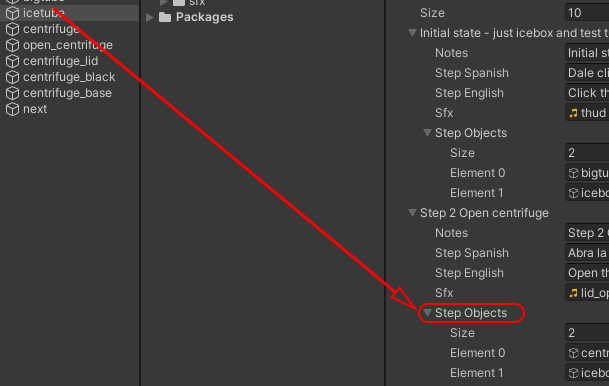 icetube
centrifuge
open_centrifuge
centrifuge_lid
centrifuge_black
centrifuge_base
next
sfx
Packages
Size 10
Initial state - just icebox and test t
Notes Initial st
Step Spanish Dale cli
Step English Click th
Sfx thud
Step Objects
Size 2
Element 0 bigtu
Element 1 icebo
Step 2 Open centrifuge
Notes Step 2 
Step Spanish Abra la
Step English Open th
Sfx lid_op
Step Objects
Size 2
Element 0 centr
Element 1 icebo